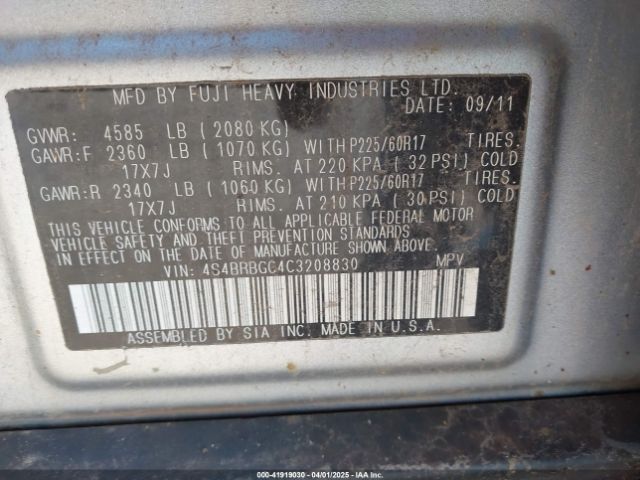 MFD BY FUJI HEAVY INDUSTRIES LTD.
DATE: 09/11
GVWR: 4585 LB ( 2080 KG)
GAWR:F 2360 LB ( 1070 KG) WITH P225/60R17 TIRES.
17X7J RIMS. AT 220 KPA ( 32 PSI) COLD
GAWR:R 2340 LB ( 1060 KG) WITH P225/60R17 TIRES.
17X7J RIMS. AT 210 KPA ( 30 PSI) COLD
THIS VEHICLE CONFORMS TO ALL APPLICABLE FEDERAL MOTOR
VEHICLE SAFETY AND THEFT PREVENTION STANDARDS
IN EFFECT ON THE DATE OF MANUFACTURE SHOWN ABOVE.
VIN: 4S4BRBGC4C3208830 MPV
ASSEMBLED BY SIA INC. MADE IN U.S.A.
000-41919030 - 04/01/2025 - IAAI.COM